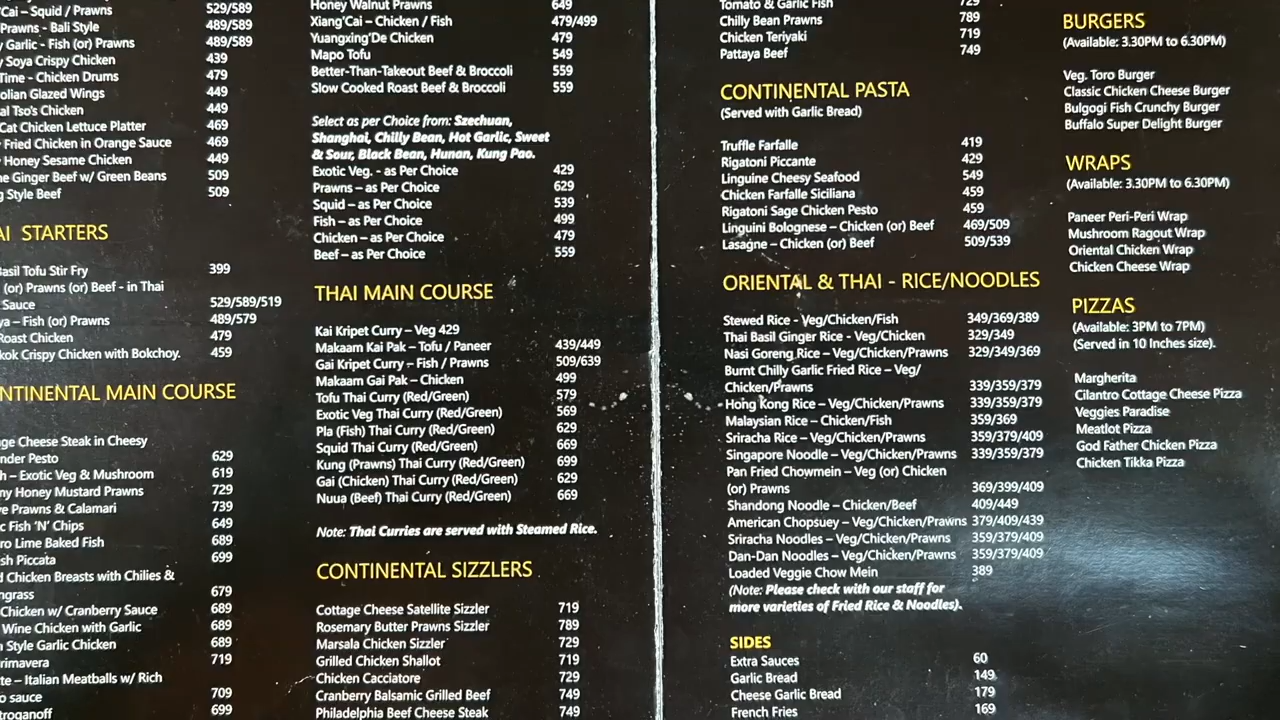 'Cai – Squid / Prawns 529/589
Prawns - Bali Style 489/589
Garlic - Fish (or) Prawns 489/589
Soya Crispy Chicken 439
Time - Chicken Drums 479
olian Glazed Wings 449
al Tso's Chicken 449
Cat Chicken Lettuce Platter 469
Fried Chicken in Orange Sauce 469
Honey Sesame Chicken 449
ne Ginger Beef w/ Green Beans 509
g Style Beef 509
AI STARTERS
Basil Tofu Stir Fry 399
(or) Prawns (or) Beef - in Thai
Sauce 529/589/519
ya – Fish (or) Prawns 489/579
Roast Chicken 479
kok Crispy Chicken with Bokchoy. 459
NTINENTAL MAIN COURSE
ge Cheese Steak in Cheesy
nder Pesto 629
h – Exotic Veg & Mushroom 619
ny Honey Mustard Prawns 729
e Prawns & Calamari 739
c Fish 'N' Chips 649
ro Lime Baked Fish 689
sh Piccata 699
d Chicken Breasts with Chilies &
ngrass 679
Chicken w/ Cranberry Sauce 689
Wine Chicken with Garlic 689
n Style Garlic Chicken 689
rimavera 719
te – Italian Meatballs w/ Rich
o sauce 709
troganoff 699
Honey Walnut Prawns 649
Xiang'Cai – Chicken / Fish 479/499
Yuangxing'De Chicken 479
Mapo Tofu 549
Better-Than-Takeout Beef & Broccoli 559
Slow Cooked Roast Beef & Broccoli 559
Select as per Choice from: Szechuan,
Shanghai, Chilly Bean, Hot Garlic, Sweet
& Sour, Black Bean, Hunan, Kung Pao.
Exotic Veg. - as Per Choice 429
Prawns – as Per Choice 629
Squid – as Per Choice 539
Fish – as Per Choice 499
Chicken – as Per Choice 479
Beef – as Per Choice 559
THAI MAIN COURSE
Kai Kripet Curry – Veg 429
Makaam Kai Pak – Tofu / Paneer 439/449
Gai Kripet Curry – Fish / Prawns 509/639
Makaam Gai Pak – Chicken 499
Tofu Thai Curry (Red/Green) 579
Exotic Veg Thai Curry (Red/Green) 569
Pla (Fish) Thai Curry (Red/Green) 629
Squid Thai Curry (Red/Green) 669
Kung (Prawns) Thai Curry (Red/Green) 699
Gai (Chicken) Thai Curry (Red/Green) 629
Nuua (Beef) Thai Curry (Red/Green) 669
Note: Thai Curries are served with Steamed Rice.
CONTINENTAL SIZZLERS
Cottage Cheese Satellite Sizzler 719
Rosemary Butter Prawns Sizzler 789
Marsala Chicken Sizzler 729
Grilled Chicken Shallot 719
Chicken Cacciatore 729
Cranberry Balsamic Grilled Beef 749
Philadelphia Beef Cheese Steak 749
Tomato & Garlic Fish 729
Chilly Bean Prawns 789
Chicken Teriyaki 719
Pattaya Beef 749
CONTINENTAL PASTA
(Served with Garlic Bread)
Truffle Farfalle 419
Rigatoni Piccante 429
Linguine Cheesy Seafood 549
Chicken Farfalle Siciliana 459
Rigatoni Sage Chicken Pesto 459
Linguini Bolognese – Chicken (or) Beef 469/509
Lasagne – Chicken (or) Beef 509/539
ORIENTAL & THAI - RICE/NOODLES
Stewed Rice - Veg/Chicken/Fish 349/369/389
Thai Basil Ginger Rice - Veg/Chicken 329/349
Nasi Goreng Rice – Veg/Chicken/Prawns 329/349/369
Burnt Chilly Garlic Fried Rice – Veg/
Chicken/Prawns 339/359/379
Hong Kong Rice – Veg/Chicken/Prawns 339/359/379
Malaysian Rice – Chicken/Fish 359/369
Sriracha Rice – Veg/Chicken/Prawns 359/379/409
Singapore Noodle – Veg/Chicken/Prawns 339/359/379
Pan Fried Chowmein – Veg (or) Chicken
(or) Prawns 369/399/409
Shandong Noodle – Chicken/Beef 409/449
American Chopsuey – Veg/Chicken/Prawns 379/409/439
Sriracha Noodles – Veg/Chicken/Prawns 359/379/409
Dan-Dan Noodles – Veg/Chicken/Prawns 359/379/409
Loaded Veggie Chow Mein 389
(Note: Please check with our staff for
more varieties of Fried Rice & Noodles).
SIDES
Extra Sauces 60
Garlic Bread 149
Cheese Garlic Bread 179
French Fries 169
BURGERS
(Available: 3.30PM to 6.30PM)
Veg. Toro Burger
Classic Chicken Cheese Burger
Bulgogi Fish Crunchy Burger
Buffalo Super Delight Burger
WRAPS
(Available: 3.30PM to 6.30PM)
Paneer Peri-Peri Wrap
Mushroom Ragout Wrap
Oriental Chicken Wrap
Chicken Cheese Wrap
PIZZAS
(Available: 3PM to 7PM)
(Served in 10 Inches size).
Margherita
Cilantro Cottage Cheese Pizza
Veggies Paradise
Meatlot Pizza
God Father Chicken Pizza
Chicken Tikka Pizza